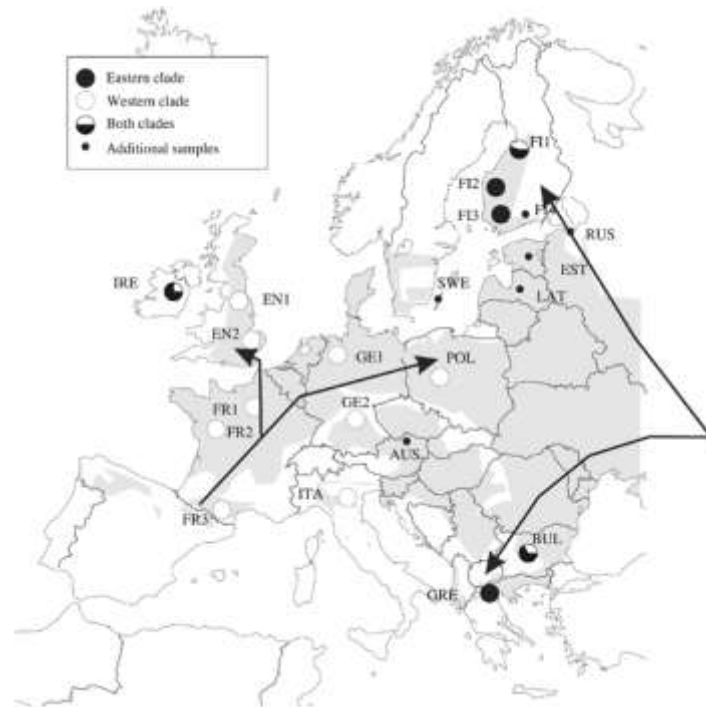 Eastern clade
Western clade
Both clades
Additional samples
FI1
FI2
FI3
FI4
RUS
EST
LAT
SWE
IRE
EN1
EN2
GE1
POL
FR1
GE2
FR2
AUS
ITA
FR3
BUL
GRE